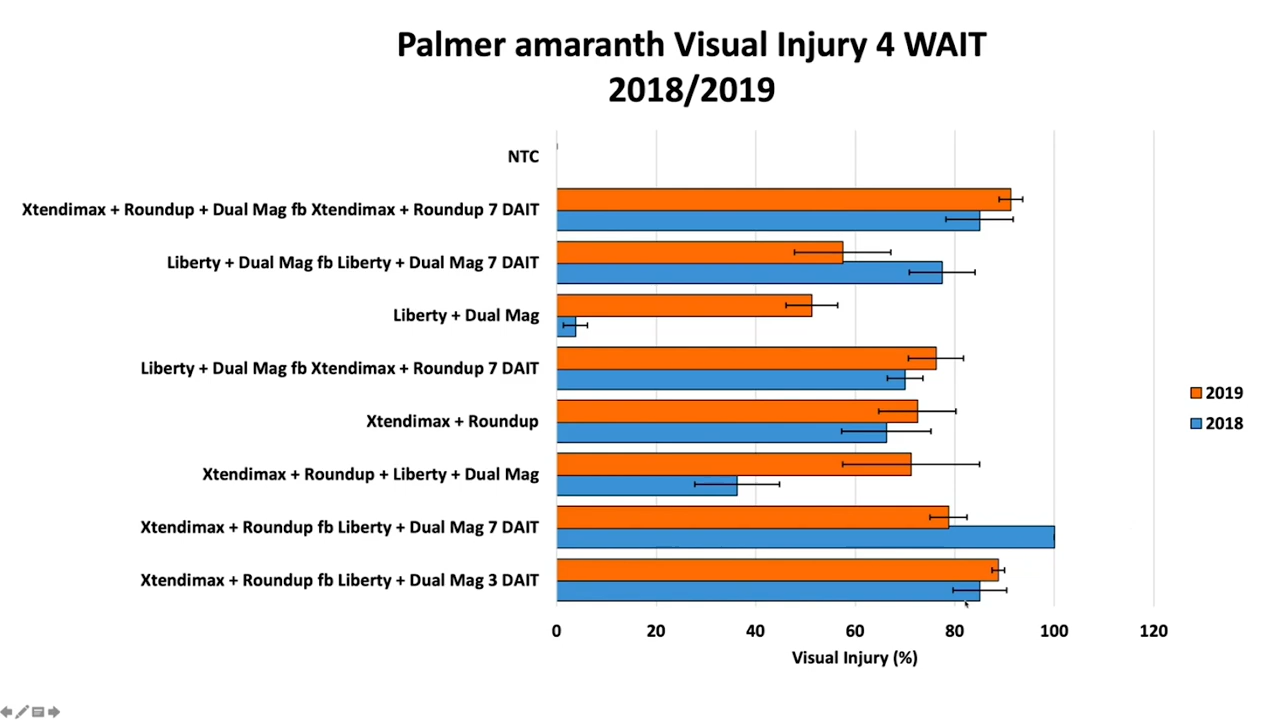 Palmer amaranth Visual Injury 4 WAIT
2018/2019
NTC
Xtendimax + Roundup + Dual Mag fb Xtendimax + Roundup 7 DAIT
Liberty + Dual Mag fb Liberty + Dual Mag 7 DAIT
Liberty + Dual Mag
Liberty + Dual Mag fb Xtendimax + Roundup 7 DAIT
Xtendimax + Roundup
Xtendimax + Roundup + Liberty + Dual Mag
Xtendimax + Roundup fb Liberty + Dual Mag 7 DAIT
Xtendimax + Roundup fb Liberty + Dual Mag 3 DAIT
2019
2018
0 20 40 60 80 100 120
Visual Injury (%)